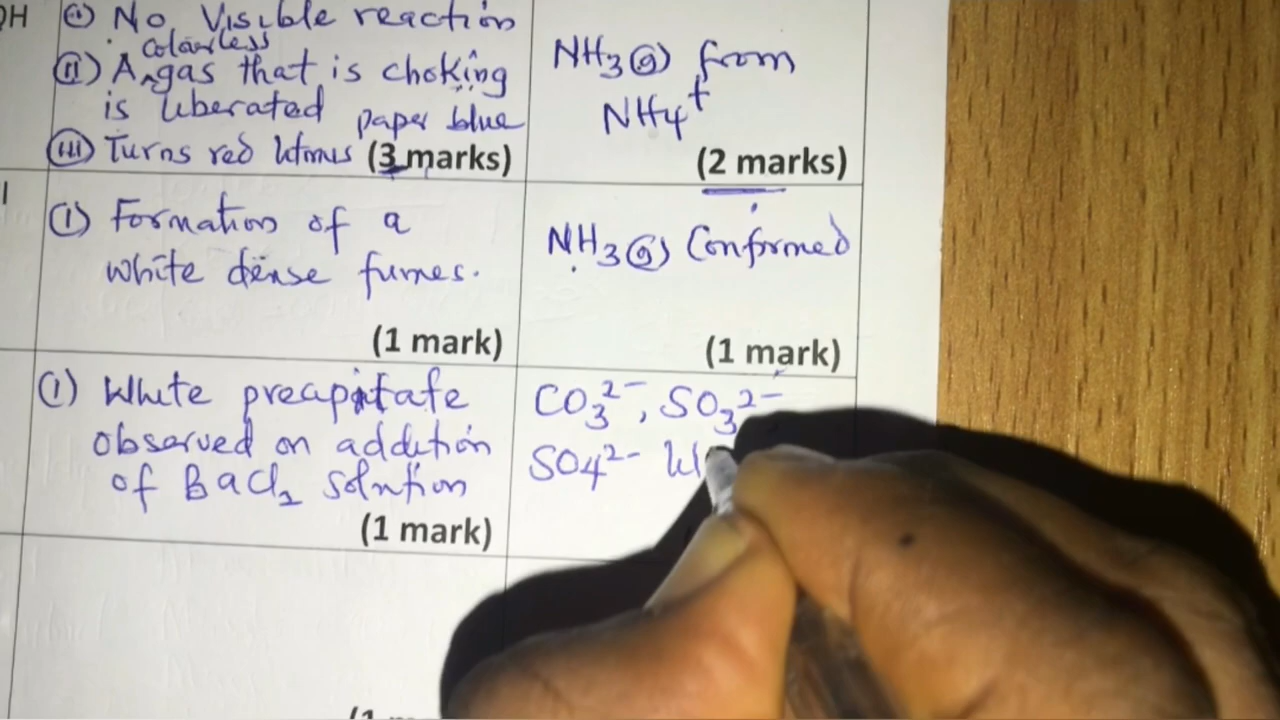 OH
(i) No Visible reaction
colourless
(ii) A gas that is choking
is liberated paper blue
(iii) Turns red litmus (3 marks)
NH3(g) from
NH4+
(2 marks)
(i) Formation of a
white dense fumes.
(1 mark)
NH3(g) Confirmed
(1 mark)
(i) White precipitate
observed on addition
of BaCl2 solution
(1 mark)
CO3 2-, SO3 2-
SO4 2-